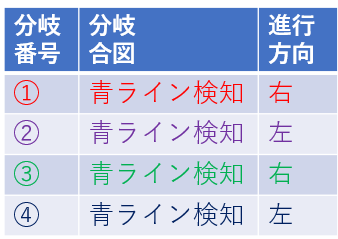 分岐番号 分岐合図 進行方向
① 青ライン検知 右
② 青ライン検知 左
③ 青ライン検知 右
④ 青ライン検知 左